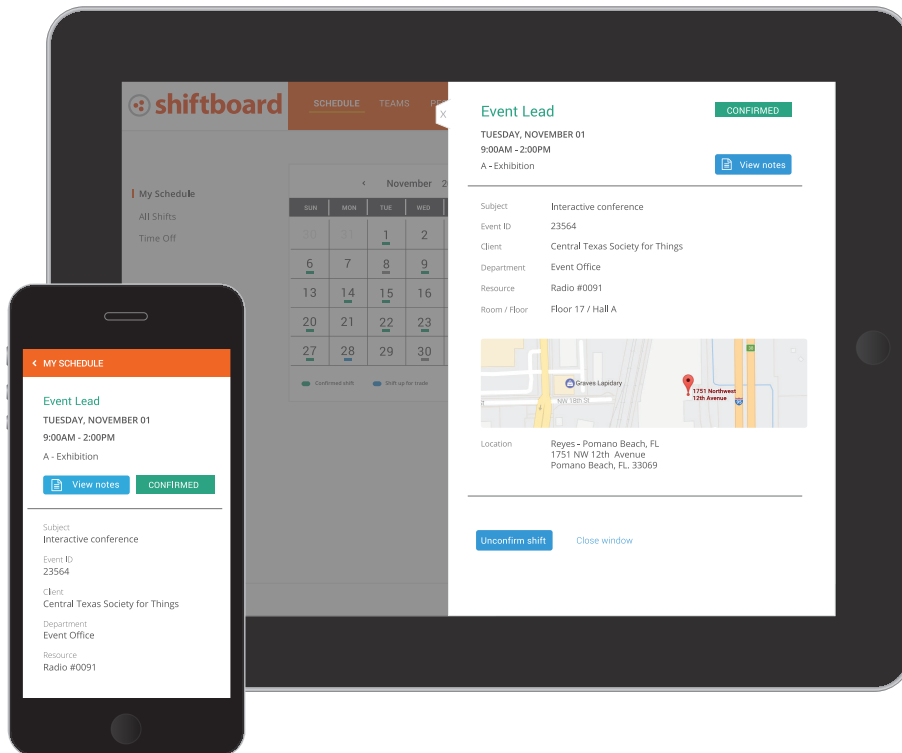 shiftboard
SCHEDULE TEAMS
My Schedule
All Shifts
Time Off
< November
SUN MON TUE WED
30 31 1 2
6 7 8 9
13 14 15 16
20 21 22 23
27 28 29 30
Confirmed shift Shift up for trade
X
Event Lead
CONFIRMED
TUESDAY, NOVEMBER 01
9:00AM - 2:00PM
A - Exhibition
View notes
Subject Interactive conference
Event ID 23564
Client Central Texas Society for Things
Department Event Office
Resource Radio #0091
Room / Floor Floor 17 / Hall A
Graves Lapidary
NW 18th St
1751 Northwest
12th Avenue
95
Location Reyes - Pomano Beach, FL
1751 NW 12th Avenue
Pomano Beach, FL. 33069
Unconfirm shift Close window
< MY SCHEDULE
Event Lead
TUESDAY, NOVEMBER 01
9:00AM - 2:00PM
A - Exhibition
View notes CONFIRMED
Subject
Interactive conference
Event ID
23564
Client
Central Texas Society for Things
Department
Event Office
Resource
Radio #0091